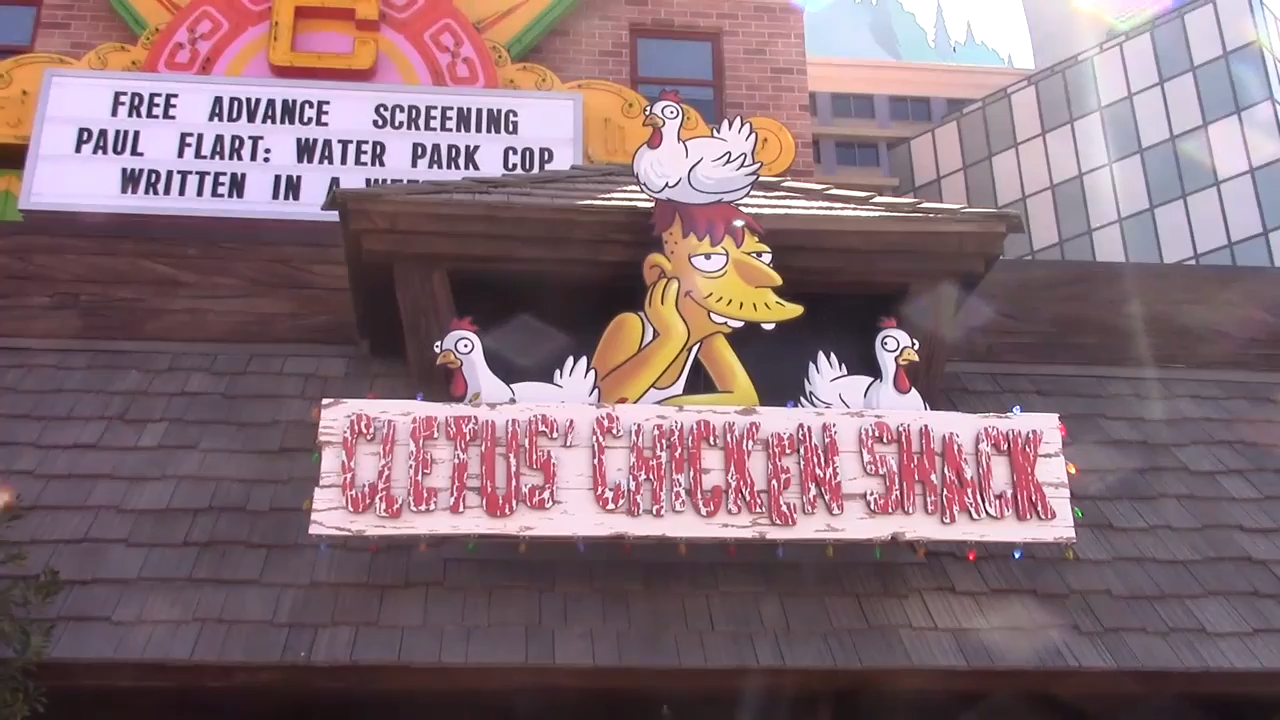 FREE ADVANCE SCREENING
PAUL FLART: WATER PARK COP
WRITTEN IN A
CLETUS' CHICKEN SHACK